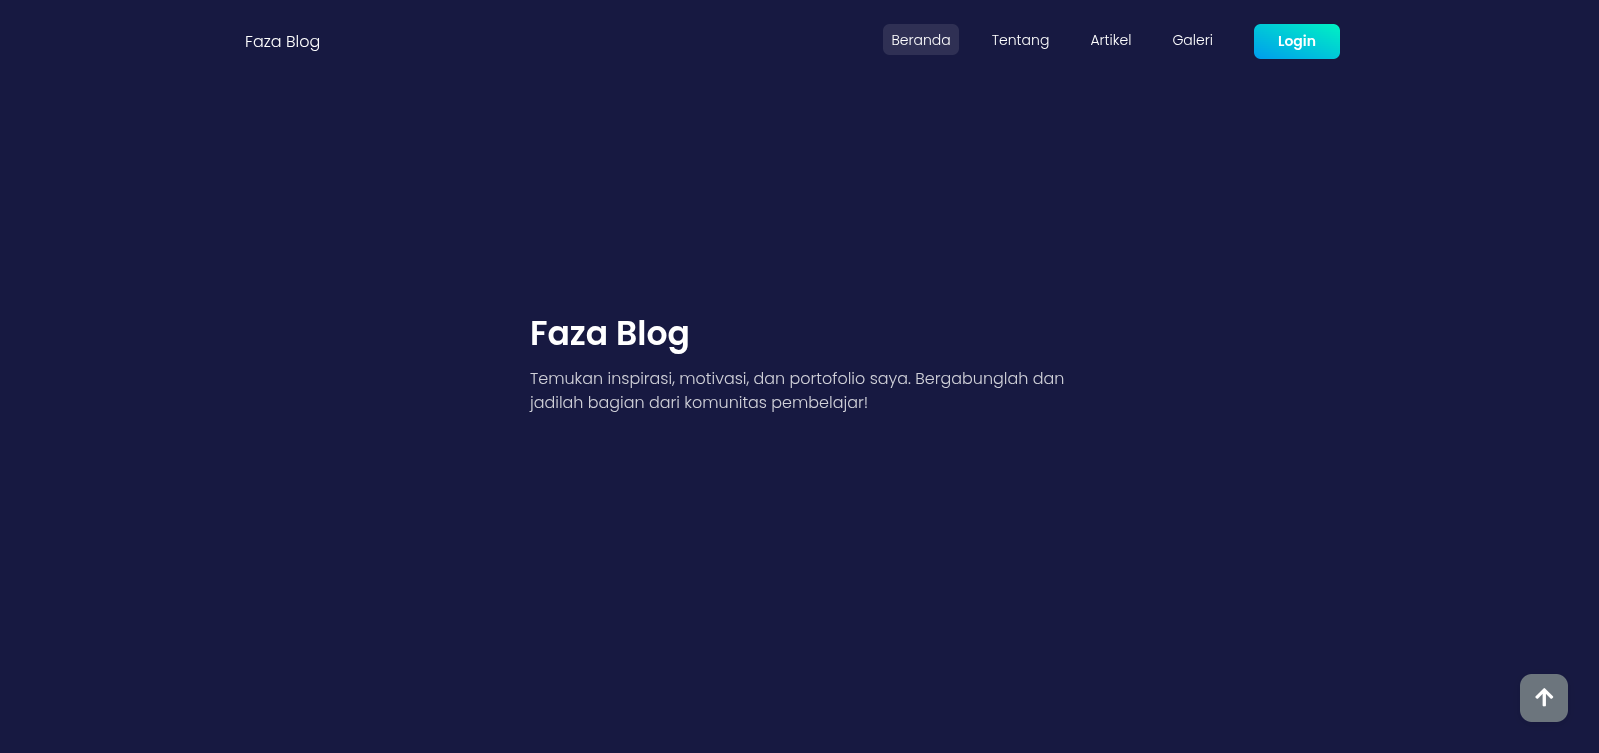 Faza Blog
Beranda
Tentang
Artikel
Galeri
Login
Faza Blog
Temukan inspirasi, motivasi, dan portofolio saya. Bergabunglah dan
jadilah bagian dari komunitas pembelajar!